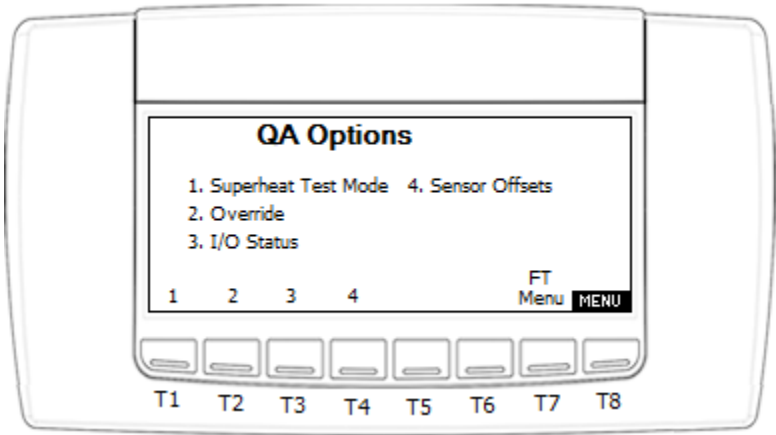 QA Options
1. Superheat Test Mode 4. Sensor Offsets
2. Override
3. I/O Status
FT
1 2 3 4 Menu MENU
T1 T2 T3 T4 T5 T6 T7 T8